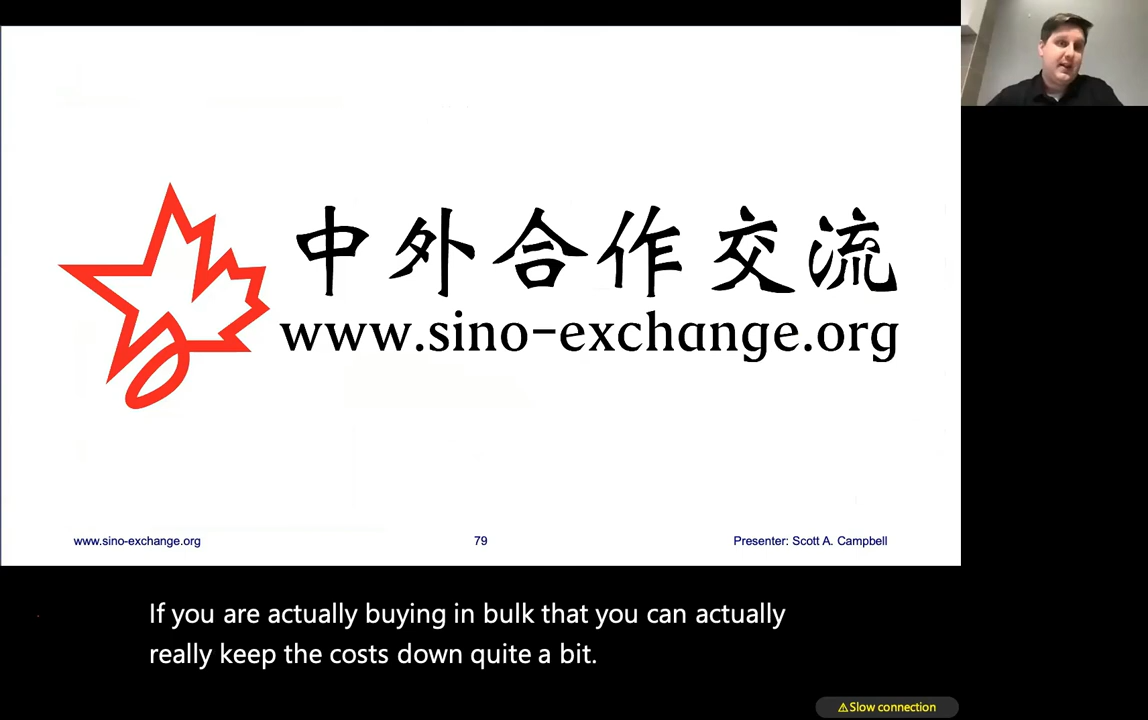 中外合作交流
www.sino-exchange.org
www.sino-exchange.org 79 Presenter: Scott A. Campbell
If you are actually buying in bulk that you can actually
really keep the costs down quite a bit.
⚠Slow connection